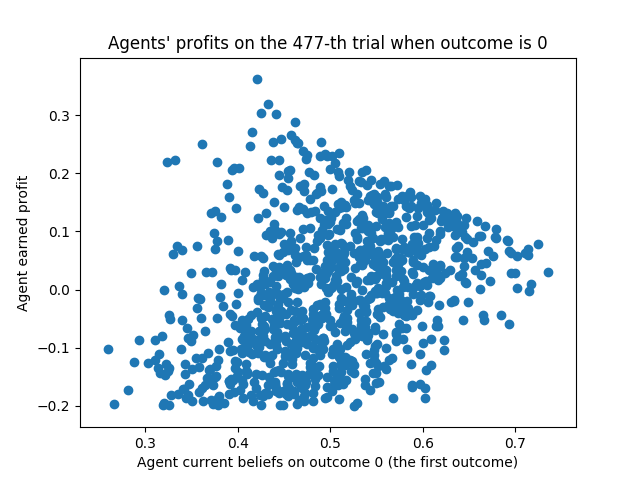 Agents' profits on the 477-th trial when outcome is 0
Agent earned profit
0.3
0.2
0.1
0.0
−0.1
−0.2
0.3 0.4 0.5 0.6 0.7
Agent current beliefs on outcome 0 (the first outcome)